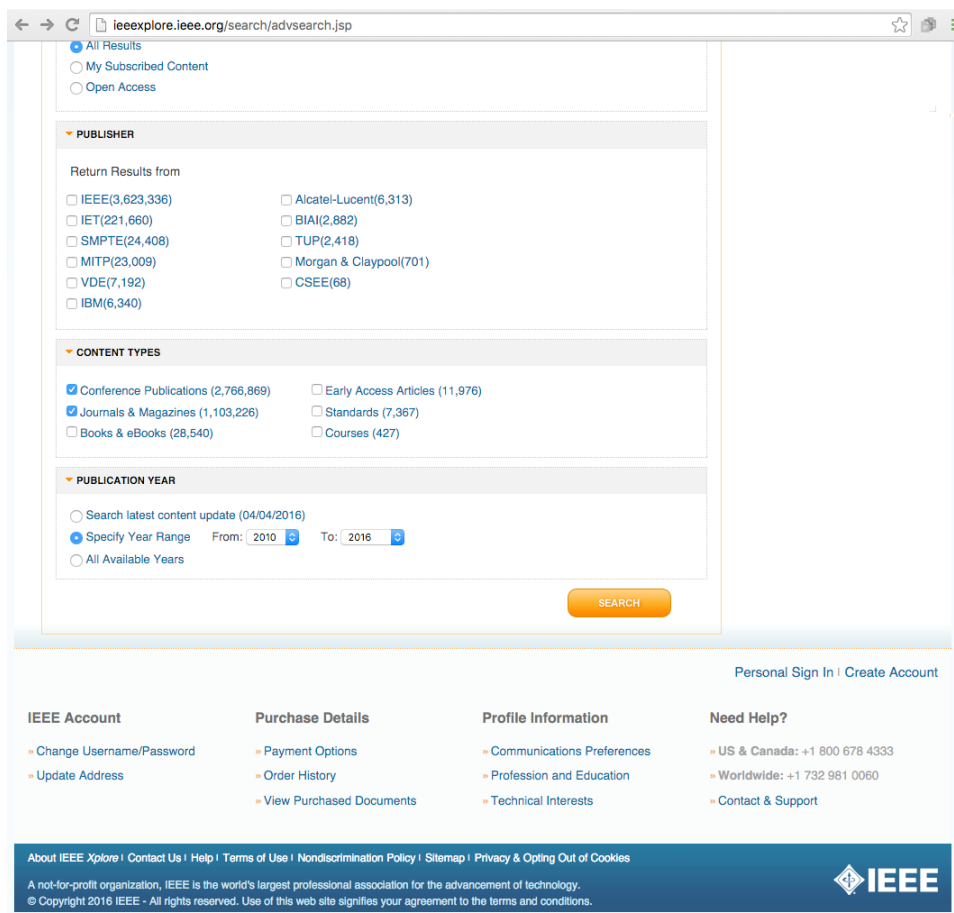 ieeexplore.ieee.org/search/advsearch.jsp
All Results
My Subscribed Content
Open Access
PUBLISHER
Return Results from
IEEE(3,623,336) Alcatel-Lucent(6,313)
IET(221,660) BIAI(2,882)
SMPTE(24,408) TUP(2,418)
MITP(23,009) Morgan & Claypool(701)
VDE(7,192) CSEE(68)
IBM(6,340)
CONTENT TYPES
Conference Publications (2,766,869) Early Access Articles (11,976)
Journals & Magazines (1,103,226) Standards (7,367)
Books & eBooks (28,540) Courses (427)
PUBLICATION YEAR
Search latest content update (04/04/2016)
Specify Year Range From: 2010 To: 2016
All Available Years
SEARCH
Personal Sign In | Create Account
IEEE Account Purchase Details Profile Information Need Help?
» Change Username/Password » Payment Options » Communications Preferences » US & Canada: +1 800 678 4333
» Update Address » Order History » Profession and Education » Worldwide: +1 732 981 0060
» View Purchased Documents » Technical Interests » Contact & Support
About IEEE Xplore | Contact Us | Help | Terms of Use | Nondiscrimination Policy | Sitemap | Privacy & Opting Out of Cookies
A not-for-profit organization, IEEE is the world's largest professional association for the advancement of technology.
© Copyright 2016 IEEE - All rights reserved. Use of this web site signifies your agreement to the terms and conditions.
IEEE